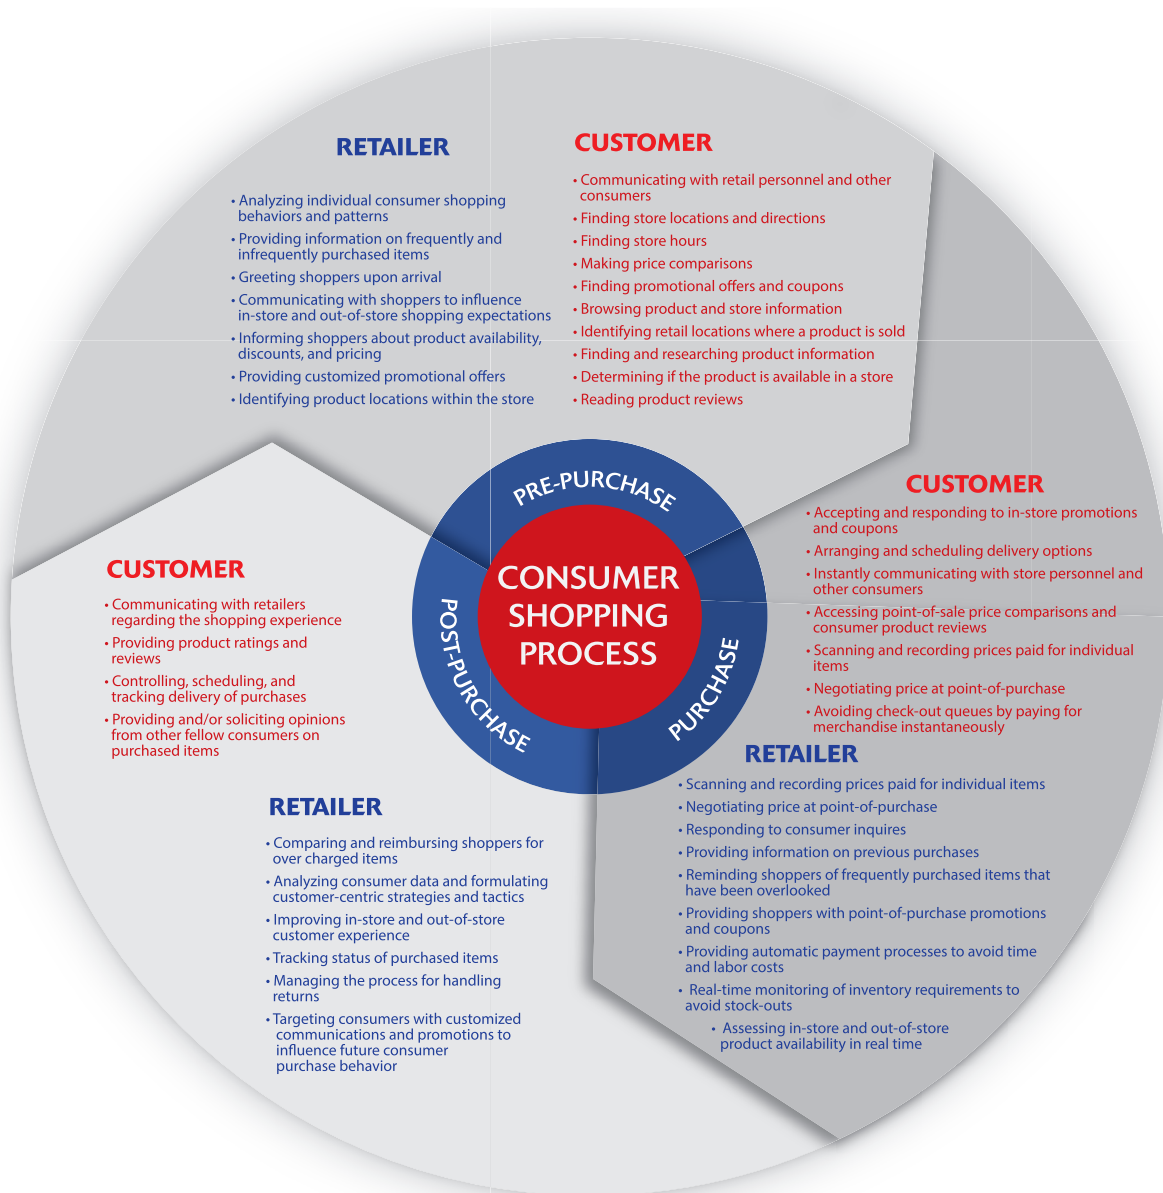 RETAILER
• Analyzing individual consumer shopping
behaviors and patterns
• Providing information on frequently and
infrequently purchased items
• Greeting shoppers upon arrival
• Communicating with shoppers to influence
in-store and out-of-store shopping expectations
• Informing shoppers about product availability,
discounts, and pricing
• Providing customized promotional offers
• Identifying product locations within the store
CUSTOMER
• Communicating with retail personnel and other
consumers
• Finding store locations and directions
• Finding store hours
• Making price comparisons
• Finding promotional offers and coupons
• Browsing product and store information
• Identifying retail locations where a product is sold
• Finding and researching product information
• Determining if the product is available in a store
• Reading product reviews
PRE-PURCHASE
CONSUMER
SHOPPING
PROCESS
POST-PURCHASE
PURCHASE
CUSTOMER
• Accepting and responding to in-store promotions
and coupons
• Arranging and scheduling delivery options
• Instantly communicating with store personnel and
other consumers
• Accessing point-of-sale price comparisons and
consumer product reviews
• Scanning and recording prices paid for individual
items
• Negotiating price at point-of-purchase
• Avoiding check-out queues by paying for
merchandise instantaneously
RETAILER
• Scanning and recording prices paid for individual items
• Negotiating price at point-of-purchase
• Responding to consumer inquires
• Providing information on previous purchases
• Reminding shoppers of frequently purchased items that
have been overlooked
• Providing shoppers with point-of-purchase promotions
and coupons
• Providing automatic payment processes to avoid time
and labor costs
• Real-time monitoring of inventory requirements to
avoid stock-outs
• Assessing in-store and out-of-store
product availability in real time
CUSTOMER
• Communicating with retailers
regarding the shopping experience
• Providing product ratings and
reviews
• Controlling, scheduling, and
tracking delivery of purchases
• Providing and/or soliciting opinions
from other fellow consumers on
purchased items
RETAILER
• Comparing and reimbursing shoppers for
over charged items
• Analyzing consumer data and formulating
customer-centric strategies and tactics
• Improving in-store and out-of-store
customer experience
• Tracking status of purchased items
• Managing the process for handling
returns
• Targeting consumers with customized
communications and promotions to
influence future consumer
purchase behavior